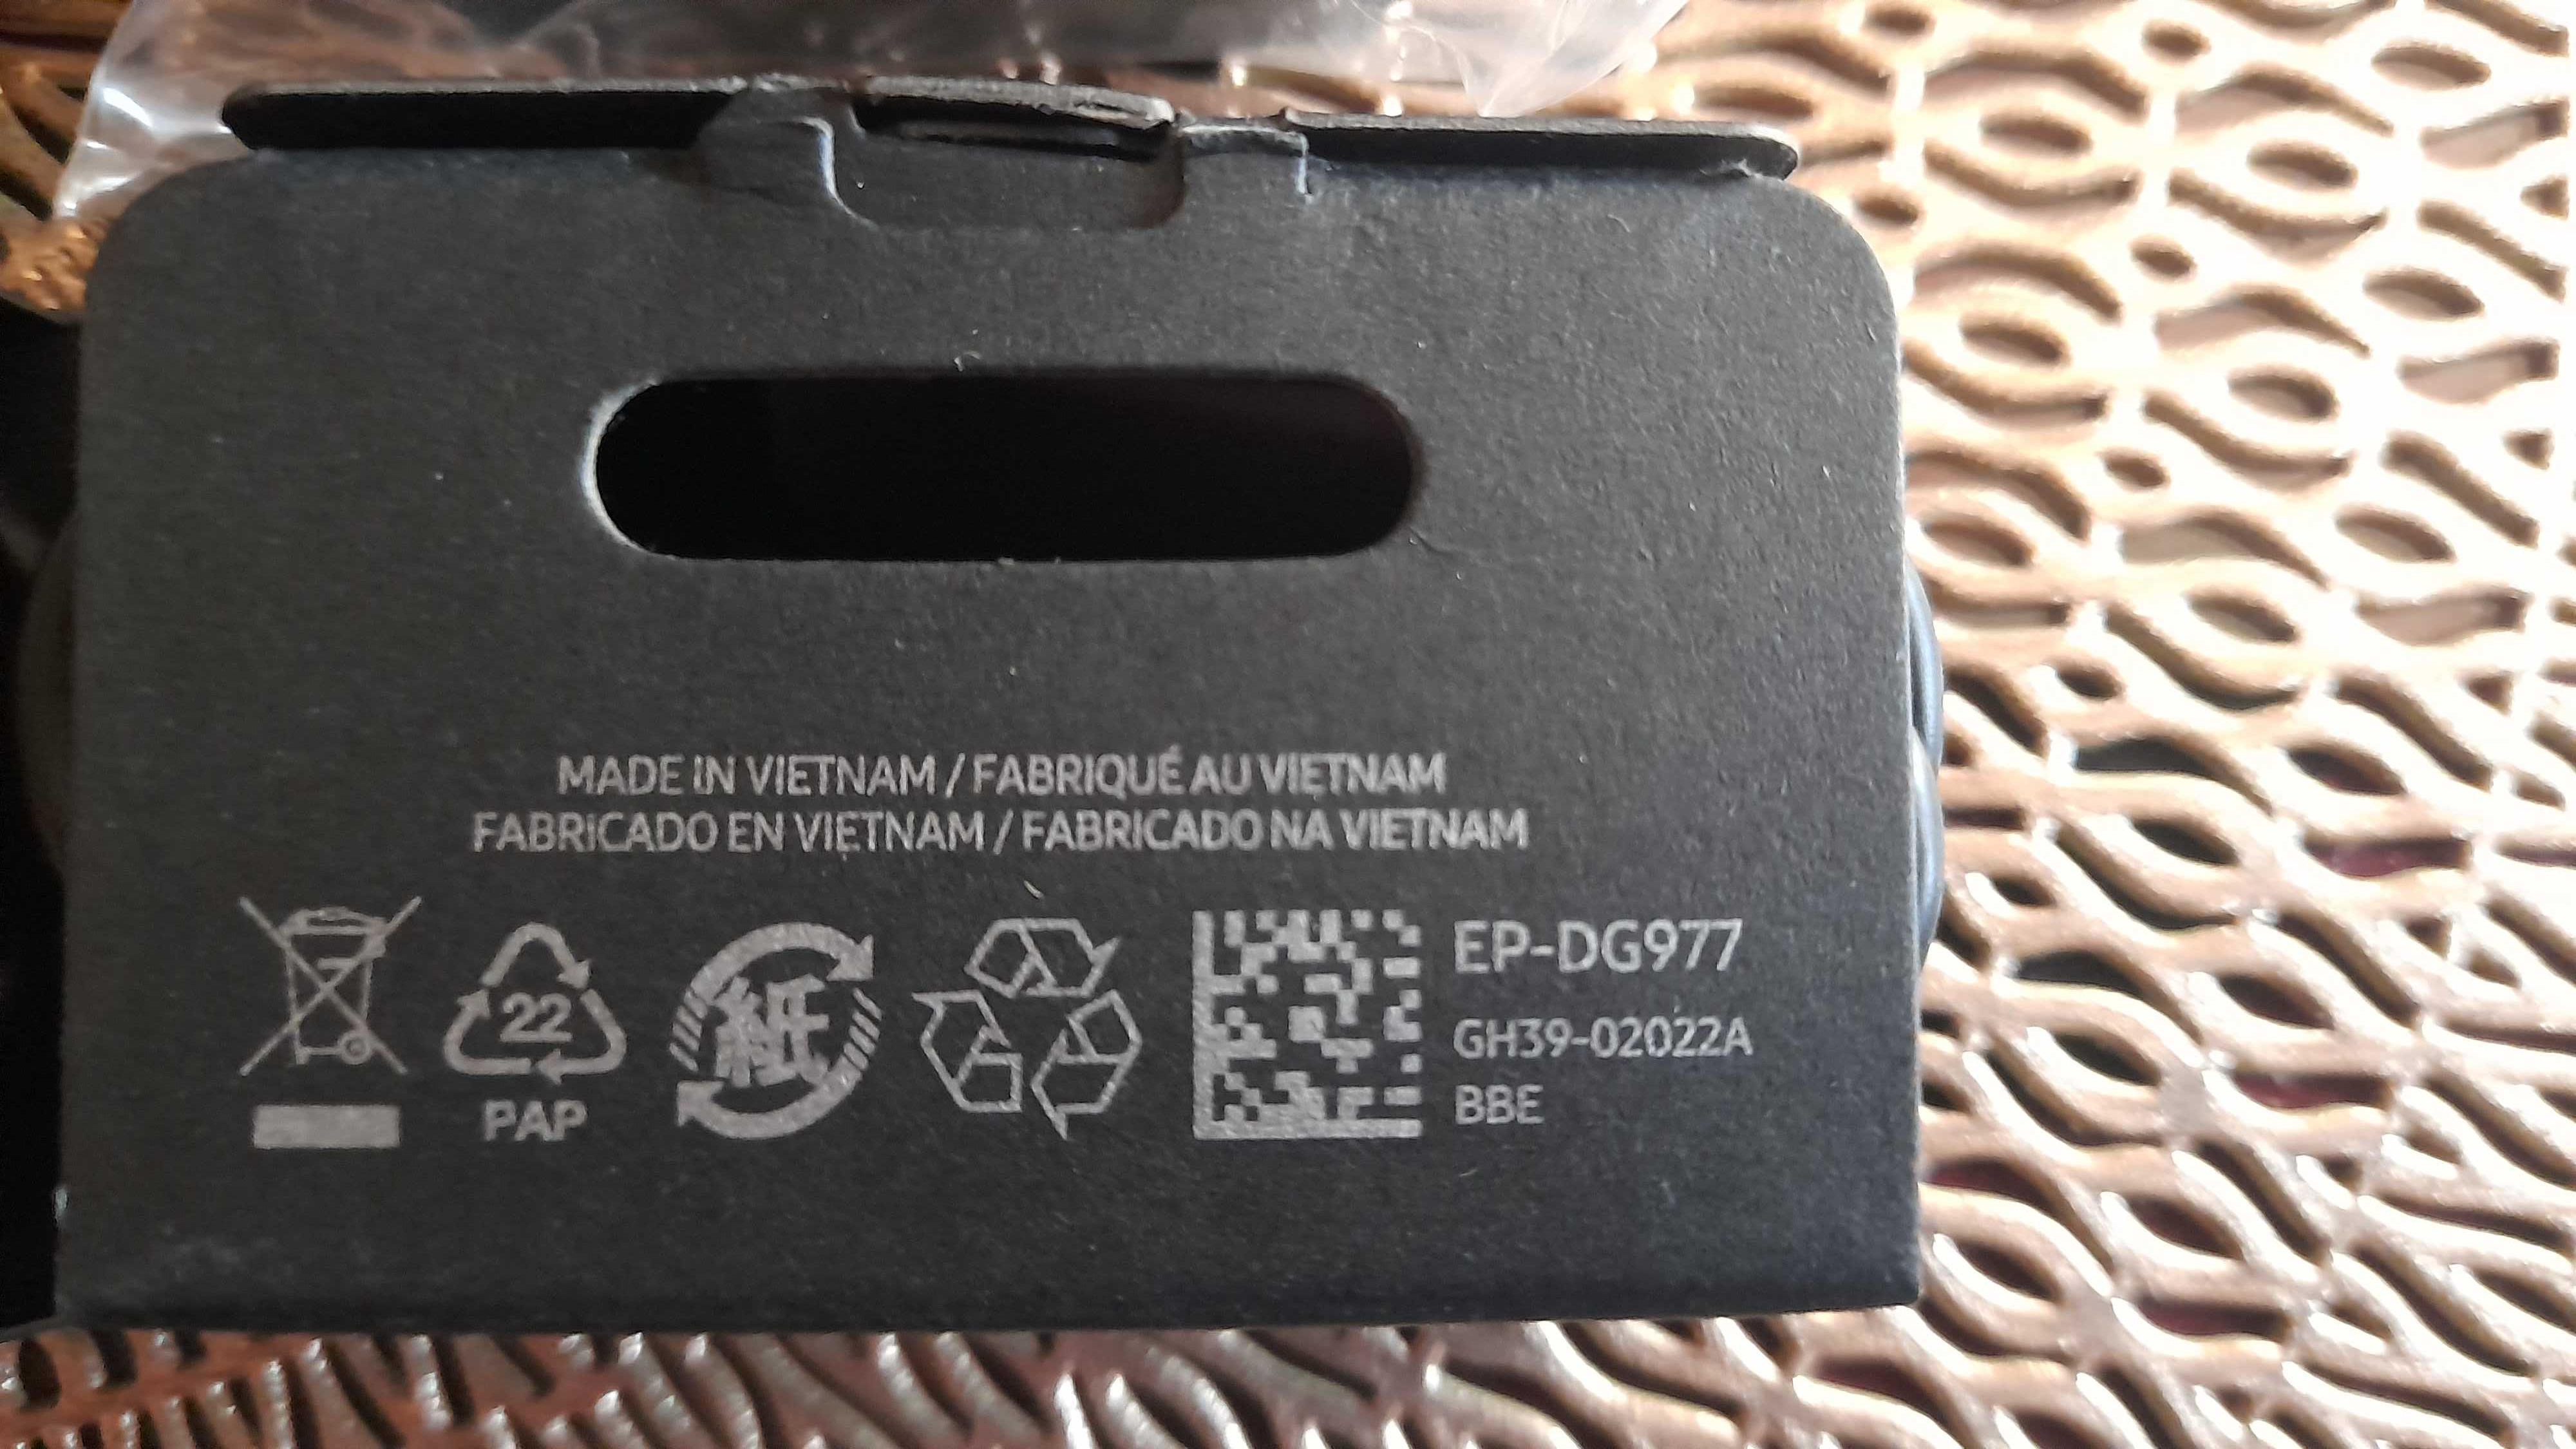 MADE IN VIETNAM / FABRIQUÉ AU VIETNAM
FABRICADO EN VIETNAM / FABRICADO NA VIETNAM
22
PAP
紙
EP-DG977
GH39-02022A
BBE